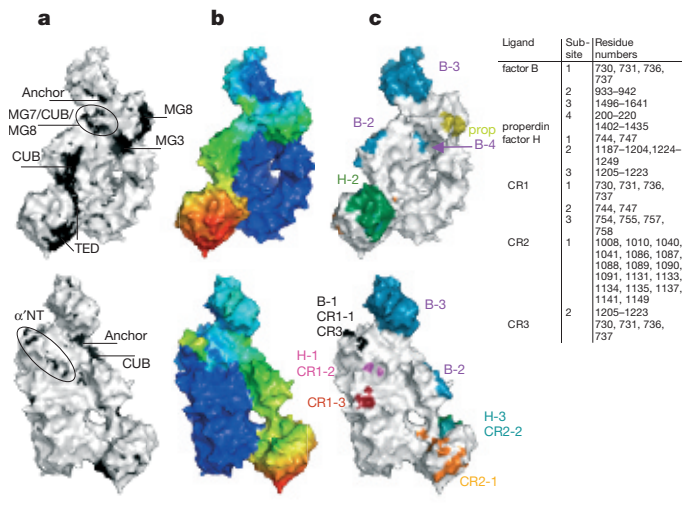 a
b
c
Anchor
MG7/CUB/
MG8
MG8
MG3
CUB
TED
B-3
B-2
prop
B-4
H-2
α′NT
Anchor
CUB
B-1
CR1-1
CR3
B-3
H-1
CR1-2
B-2
CR1-3
H-3
CR2-2
CR2-1
Ligand Sub-site Residue numbers
factor B 1 730, 731, 736,
737
2 933–942
3 1496–1641
4 200–220
properdin 1402–1435
factor H 1 744, 747
2 1187–1204,1224–
1249
3 1205–1223
CR1 1 730, 731, 736,
737
2 744, 747
3 754, 755, 757,
758
CR2 1 1008, 1010, 1040,
1041, 1086, 1087,
1088, 1089, 1090,
1091, 1131, 1133,
1134, 1135, 1137,
1141, 1149
2 1205–1223
CR3 730, 731, 736,
737